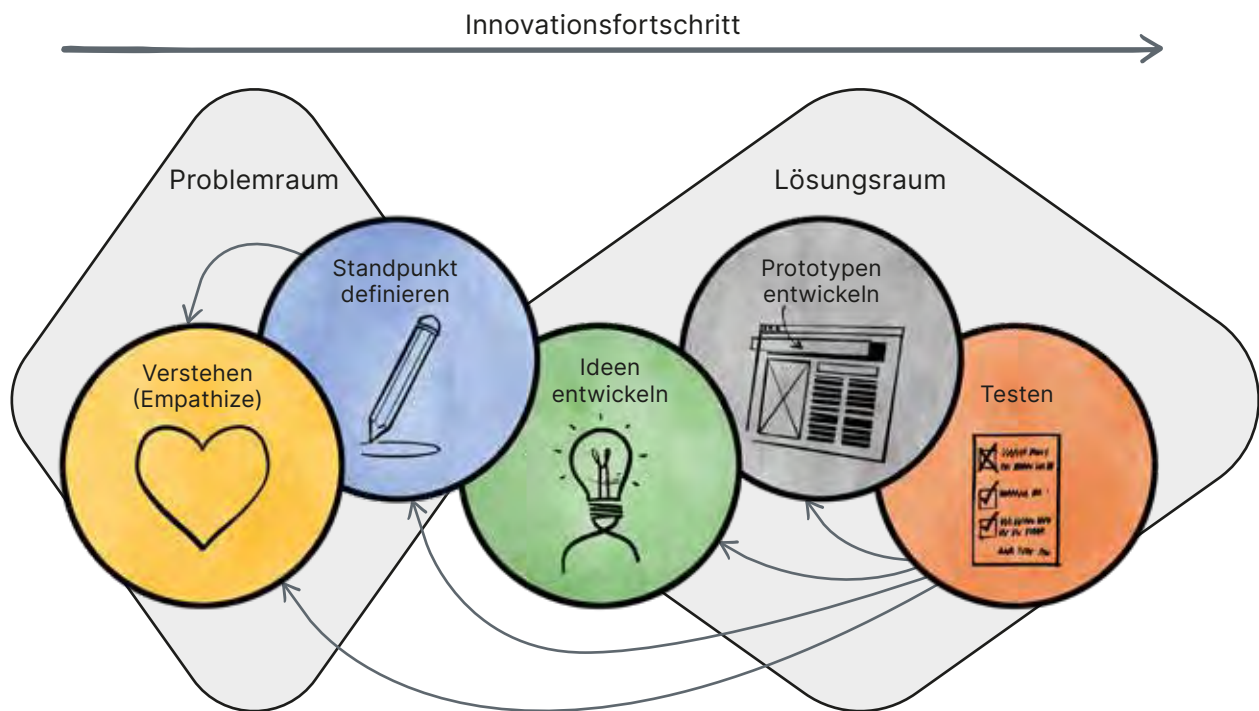 Innovationsfortschritt
Problemraum
Lösungsraum
Standpunkt
definieren
Prototypen
entwickeln
Verstehen
(Empathize)
Ideen
entwickeln
Testen